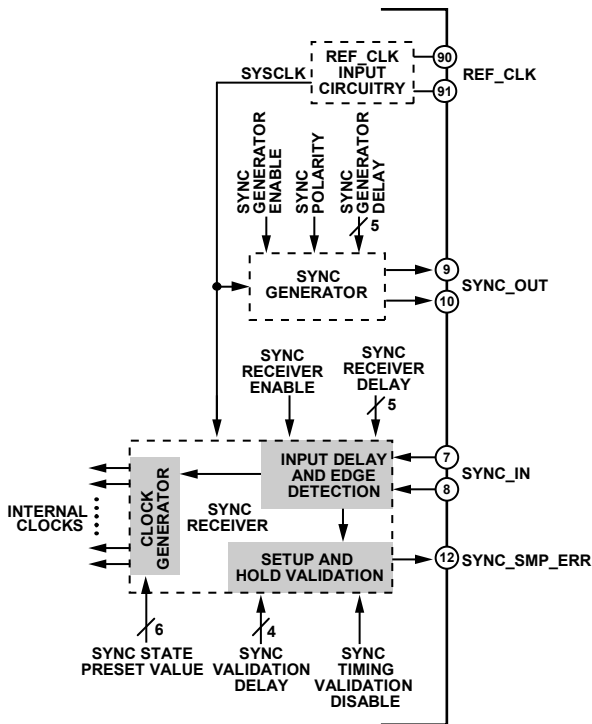 REF_CLK
INPUT
CIRCUITRY
90
91
REF_CLK
SYSCLK
SYNC
GENERATOR
ENABLE
SYNC
POLARITY
SYNC
GENERATOR
DELAY
5
SYNC
GENERATOR
9
10
SYNC_OUT
SYNC
RECEIVER
ENABLE
SYNC
RECEIVER
DELAY
5
INPUT DELAY
AND EDGE
DETECTION
7
8
SYNC_IN
INTERNAL
CLOCKS
CLOCK
GENERATOR
SYNC
RECEIVER
SETUP AND
HOLD VALIDATION
12
SYNC_SMP_ERR
6
SYNC STATE
PRESET VALUE
4
SYNC
VALIDATION
DELAY
SYNC
TIMING
VALIDATION
DISABLE